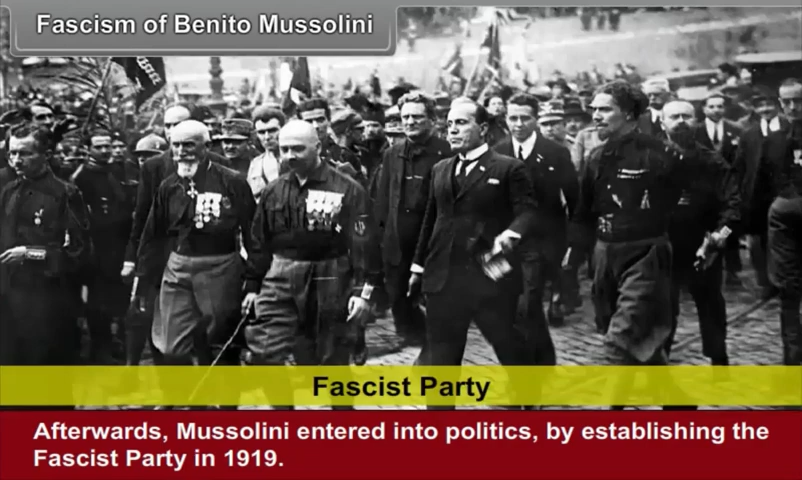 Fascism of Benito Mussolini
Fascist Party
Afterwards, Mussolini entered into politics, by establishing the
Fascist Party in 1919.